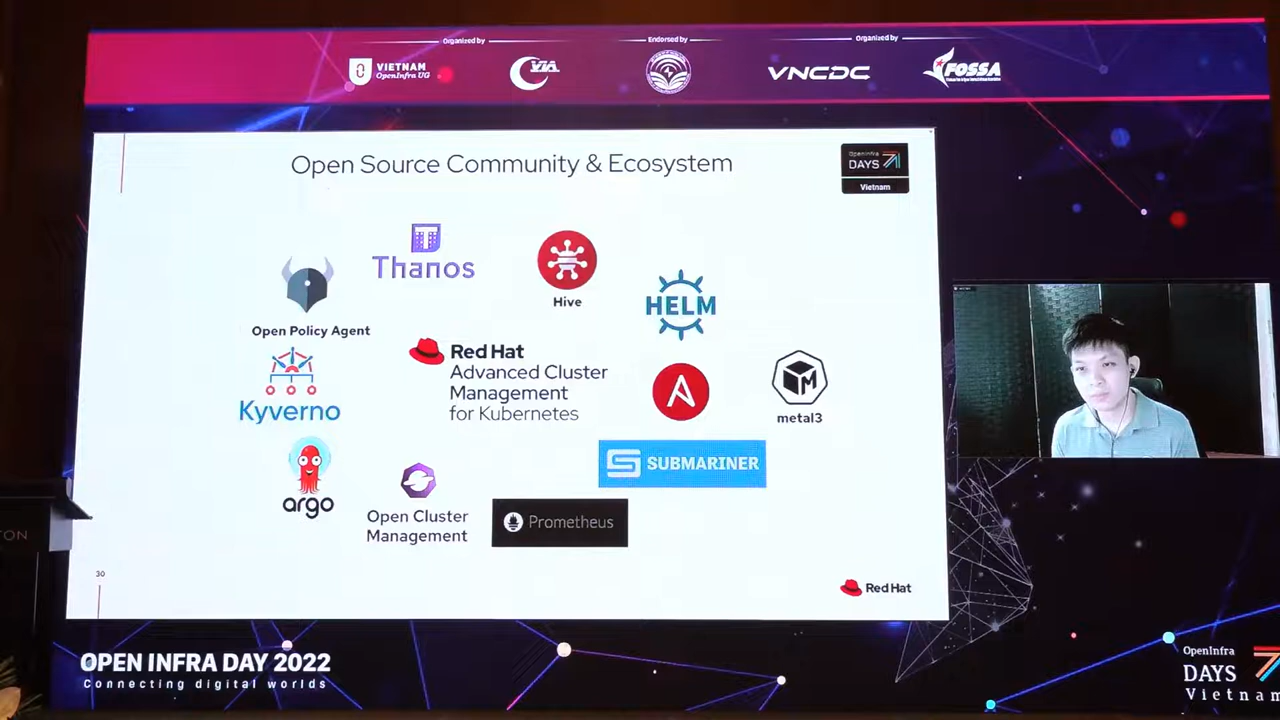 Organized by
Endorsed by
Organized by
VIETNAM
OpenInfra UG
VIA
VNCDC
FOSSA
Open Source Community & Ecosystem
OpenInfra
DAYS
Vietnam
Thanos
Hive
HELM
Open Policy Agent
Red Hat
Advanced Cluster
Management
for Kubernetes
Kyverno
metal3
SUBMARINER
argo
Open Cluster
Management
Prometheus
30
Red Hat
TON
OPEN INFRA DAY 2022
Connecting digital worlds
OpenInfra
DAYS
Vietnam